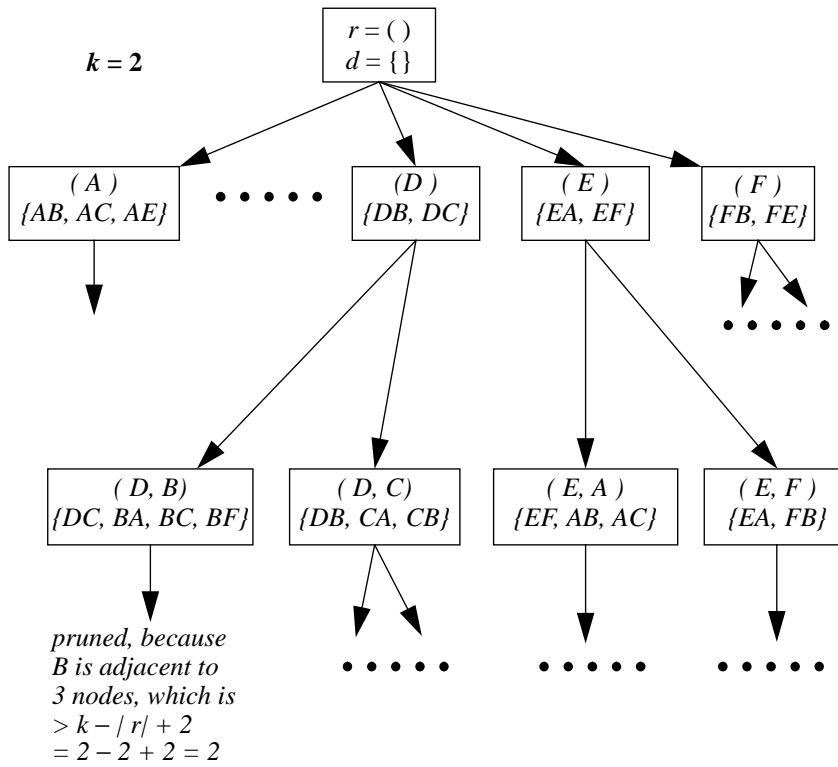 r = ( )
k = 2
d = {}
( A )
{AB, AC, AE}
(D )
{DB, DC}
( E )
{EA, EF}
( F )
{FB, FE}
( D, B)
{DC, BA, BC, BF}
( D, C)
{DB, CA, CB}
( E, A )
{EF, AB, AC}
( E, F )
{EA, FB}
pruned, because
B is adjacent to
3 nodes, which is
> k – | r| + 2
= 2 – 2 + 2 = 2